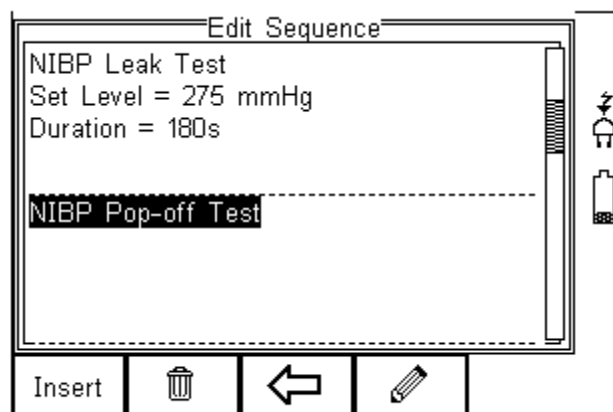 Edit Sequence
NIBP Leak Test
Set Level = 275 mmHg
Duration = 180s
NIBP Pop-off Test
Insert